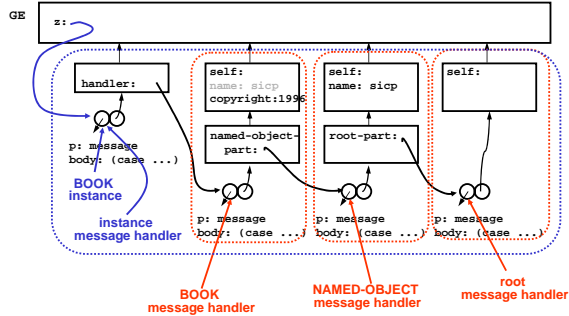 GE
z:
handler:
self:
name: sicp
copyright:1996
self:
name: sicp
self:
named-object-
part:
root-part:
p: message
body: (case ...)
BOOK
instance
instance
message handler
p: message
body: (case ...)
p: message
body: (case ...)
p: message
body: (case ...)
BOOK
message handler
NAMED-OBJECT
message handler
root
message handler